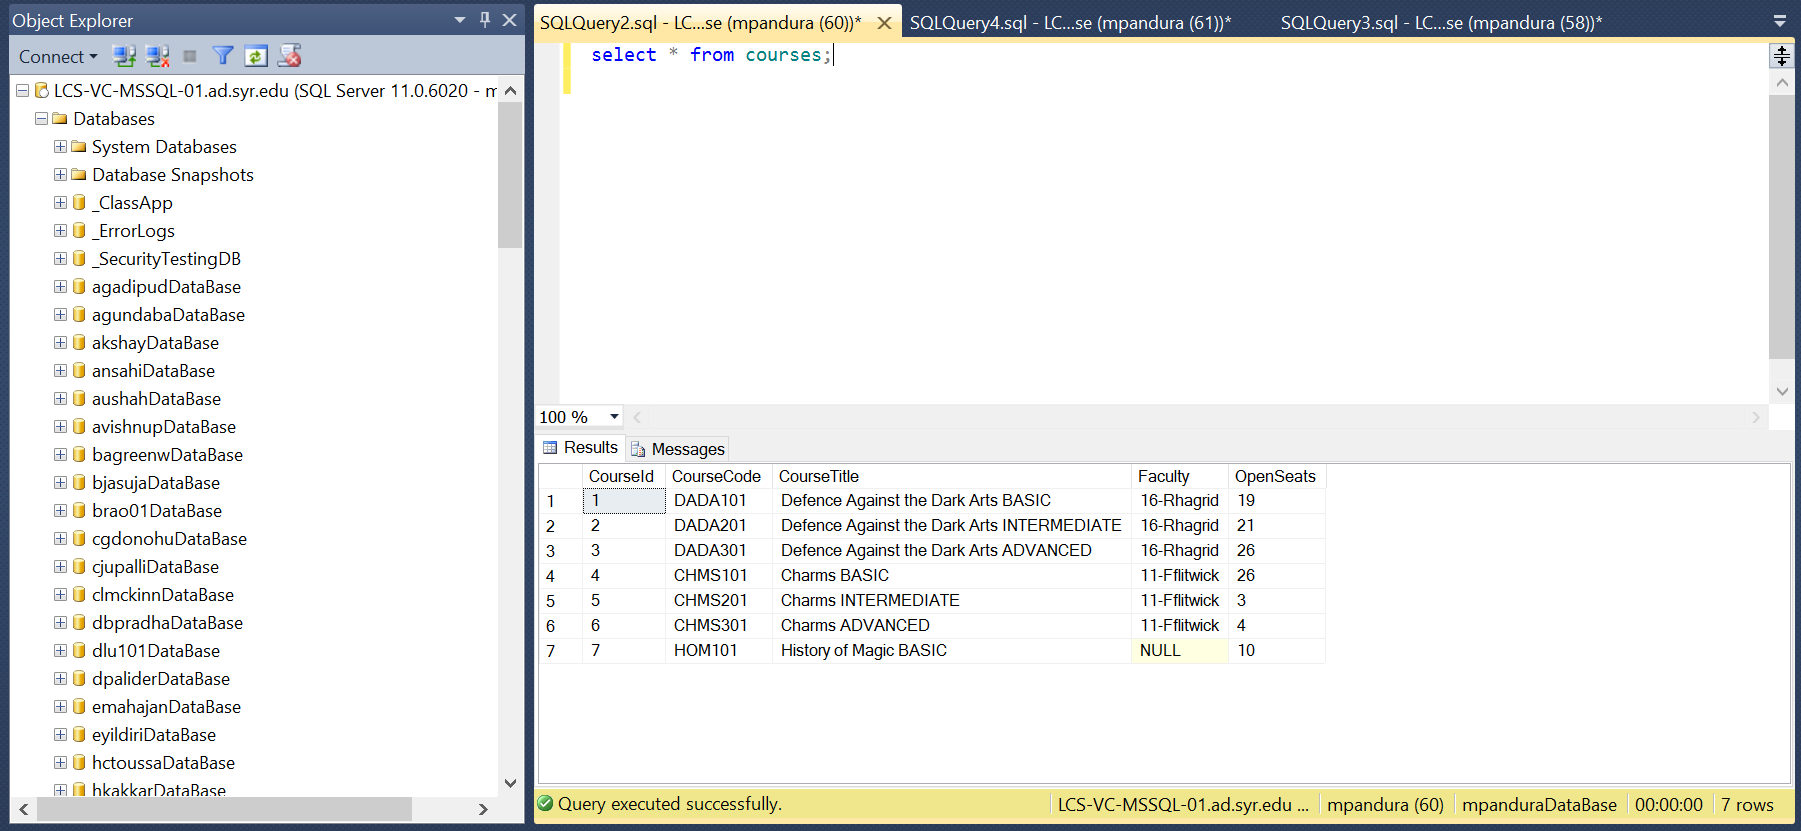 Object Explorer
Connect
LCS-VC-MSSQL-01.ad.syr.edu (SQL Server 11.0.6020 - m
Databases
System Databases
Database Snapshots
_ClassApp
_ErrorLogs
_SecurityTestingDB
agadipudDataBase
agundabaDataBase
akshayDataBase
ansahiDataBase
aushahDataBase
avishnupDataBase
bagreenwDataBase
bjasujaDataBase
brao01DataBase
cgdonohuDataBase
cjupalliDataBase
clmckinnDataBase
dbpradhaDataBase
dlu101DataBase
dpaliderDataBase
emahajanDataBase
eyildiriDataBase
hctoussaDataBase
hkakkarDataBase
SQLQuery2.sql - LC...se (mpandura (60))* SQLQuery4.sql - LC...se (mpandura (61))* SQLQuery3.sql - LC...se (mpandura (58))*
select * from courses;
100 %
Results Messages
CourseId CourseCode CourseTitle Faculty OpenSeats
1 1 DADA101 Defence Against the Dark Arts BASIC 16-Rhagrid 19
2 2 DADA201 Defence Against the Dark Arts INTERMEDIATE 16-Rhagrid 21
3 3 DADA301 Defence Against the Dark Arts ADVANCED 16-Rhagrid 26
4 4 CHMS101 Charms BASIC 11-Fflitwick 26
5 5 CHMS201 Charms INTERMEDIATE 11-Fflitwick 3
6 6 CHMS301 Charms ADVANCED 11-Fflitwick 4
7 7 HOM101 History of Magic BASIC NULL 10
Query executed successfully. LCS-VC-MSSQL-01.ad.syr.edu ... mpandura (60) mpanduraDataBase 00:00:00 7 rows